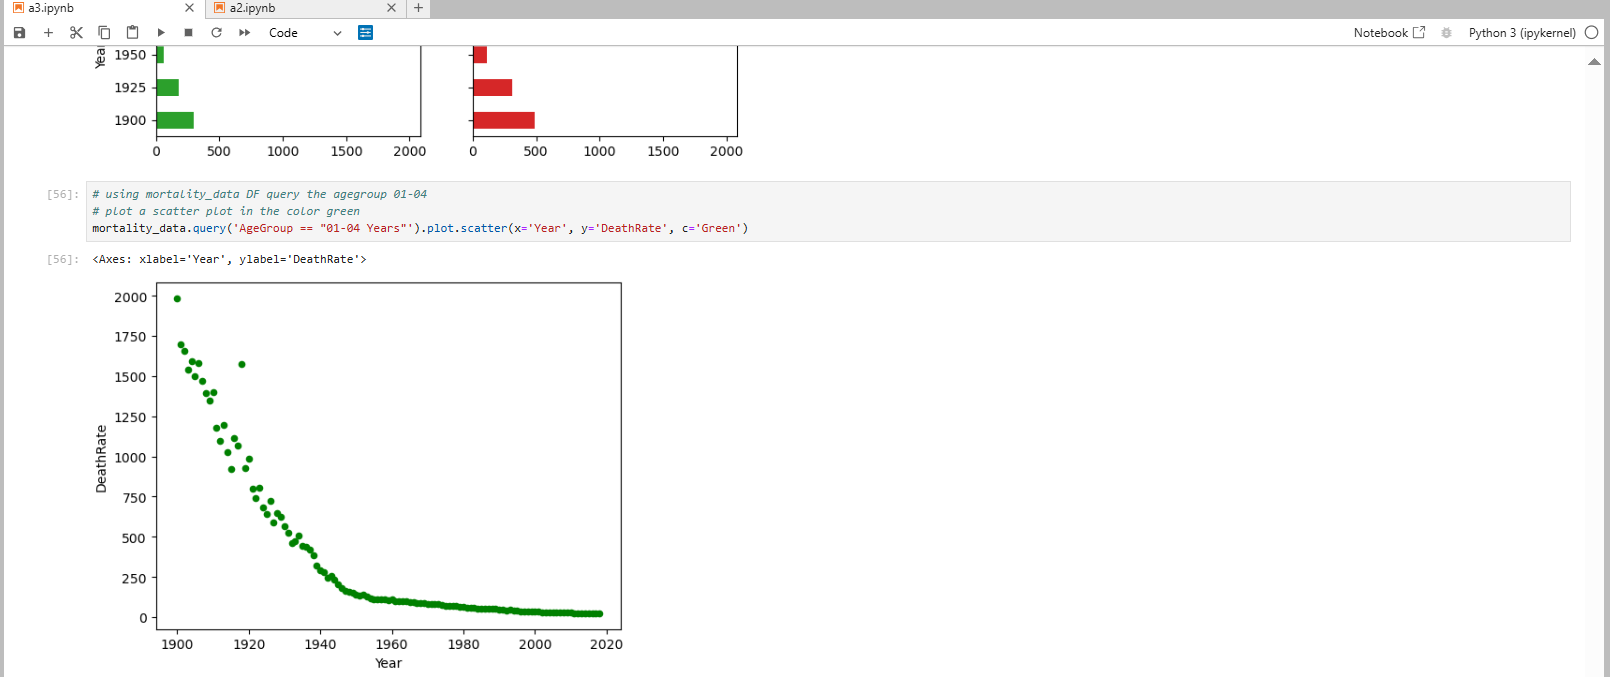 a3.ipynb
a2.ipynb
Code
Notebook
Python 3 (ipykernel)
1950
1925
1900
0 500 1000 1500 2000
0 500 1000 1500 2000
[56]:
# using mortality_data DF query the agegroup 01-04
# plot a scatter plot in the color green
mortality_data.query('AgeGroup == "01-04 Years"').plot.scatter(x='Year', y='DeathRate', c='Green')
[56]:
<Axes: xlabel='Year', ylabel='DeathRate'>
2000
1750
1500
1250
1000
750
500
250
0
DeathRate
1900 1920 1940 1960 1980 2000 2020
Year